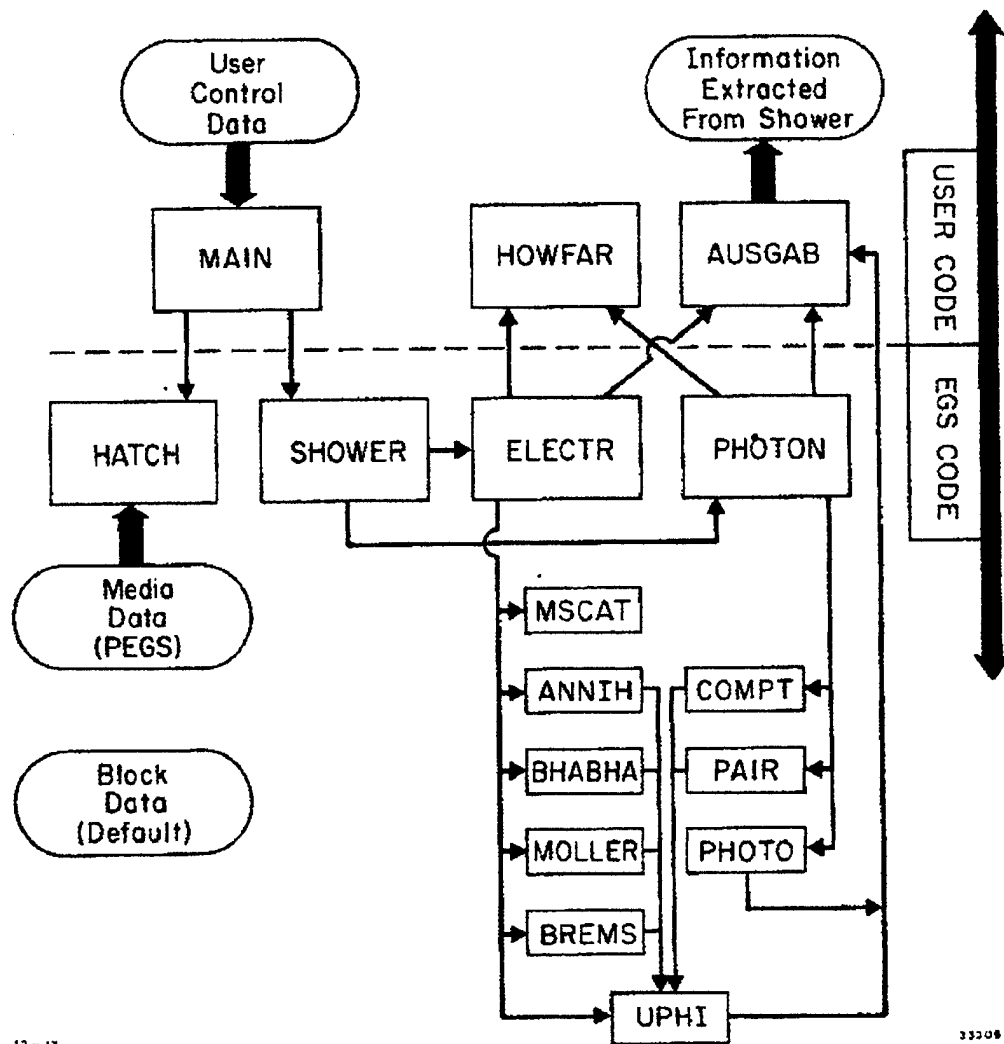 User
Control
Data
Information
Extracted
From Shower
MAIN
HOWFAR
AUSGAB
USER CODE
HATCH
SHOWER
ELECTR
PHOTON
EGS CODE
Media
Data
(PEGS)
MSCAT
ANNIH
COMPT
Block
Data
(Default)
BHABHA
PAIR
MOLLER
PHOTO
BREMS
UPHI